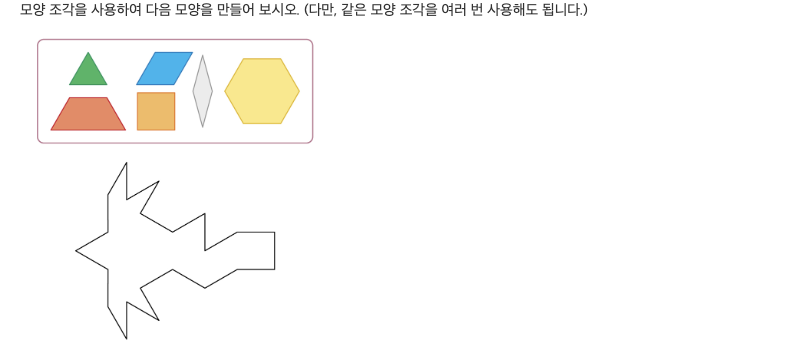 모양 조각을 사용하여 다음 모양을 만들어 보시오. (다만, 같은 모양 조각을 여러 번 사용해도 됩니다.)